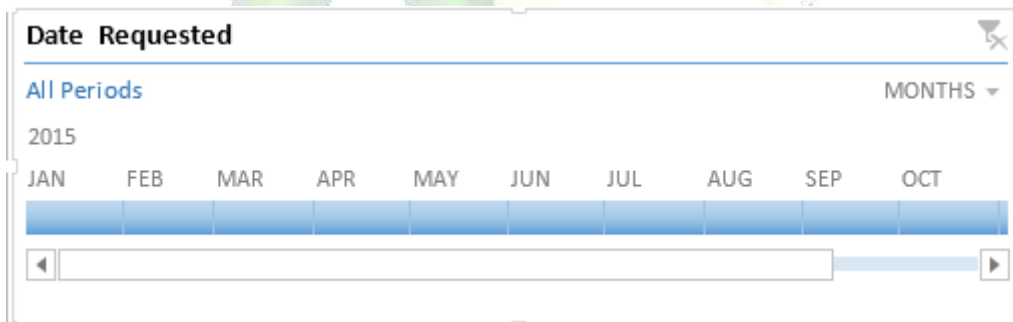 Date Requested
All Periods MONTHS
2015
JAN FEB MAR APR MAY JUN JUL AUG SEP OCT